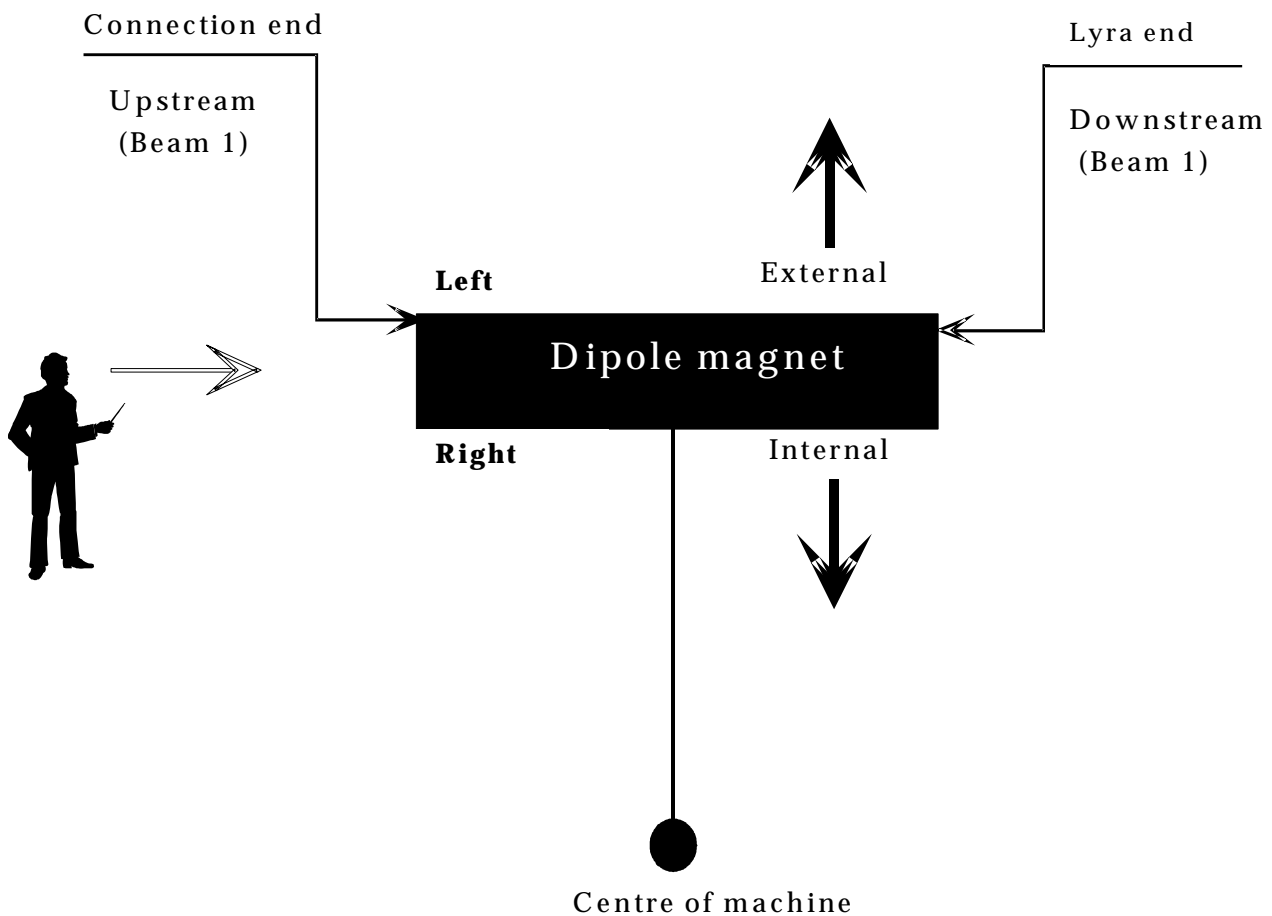 Connection end
Upstream
(Beam 1)
Lyra end
Downstream
(Beam 1)
Left
External
Dipole magnet
Right
Internal
Centre of machine